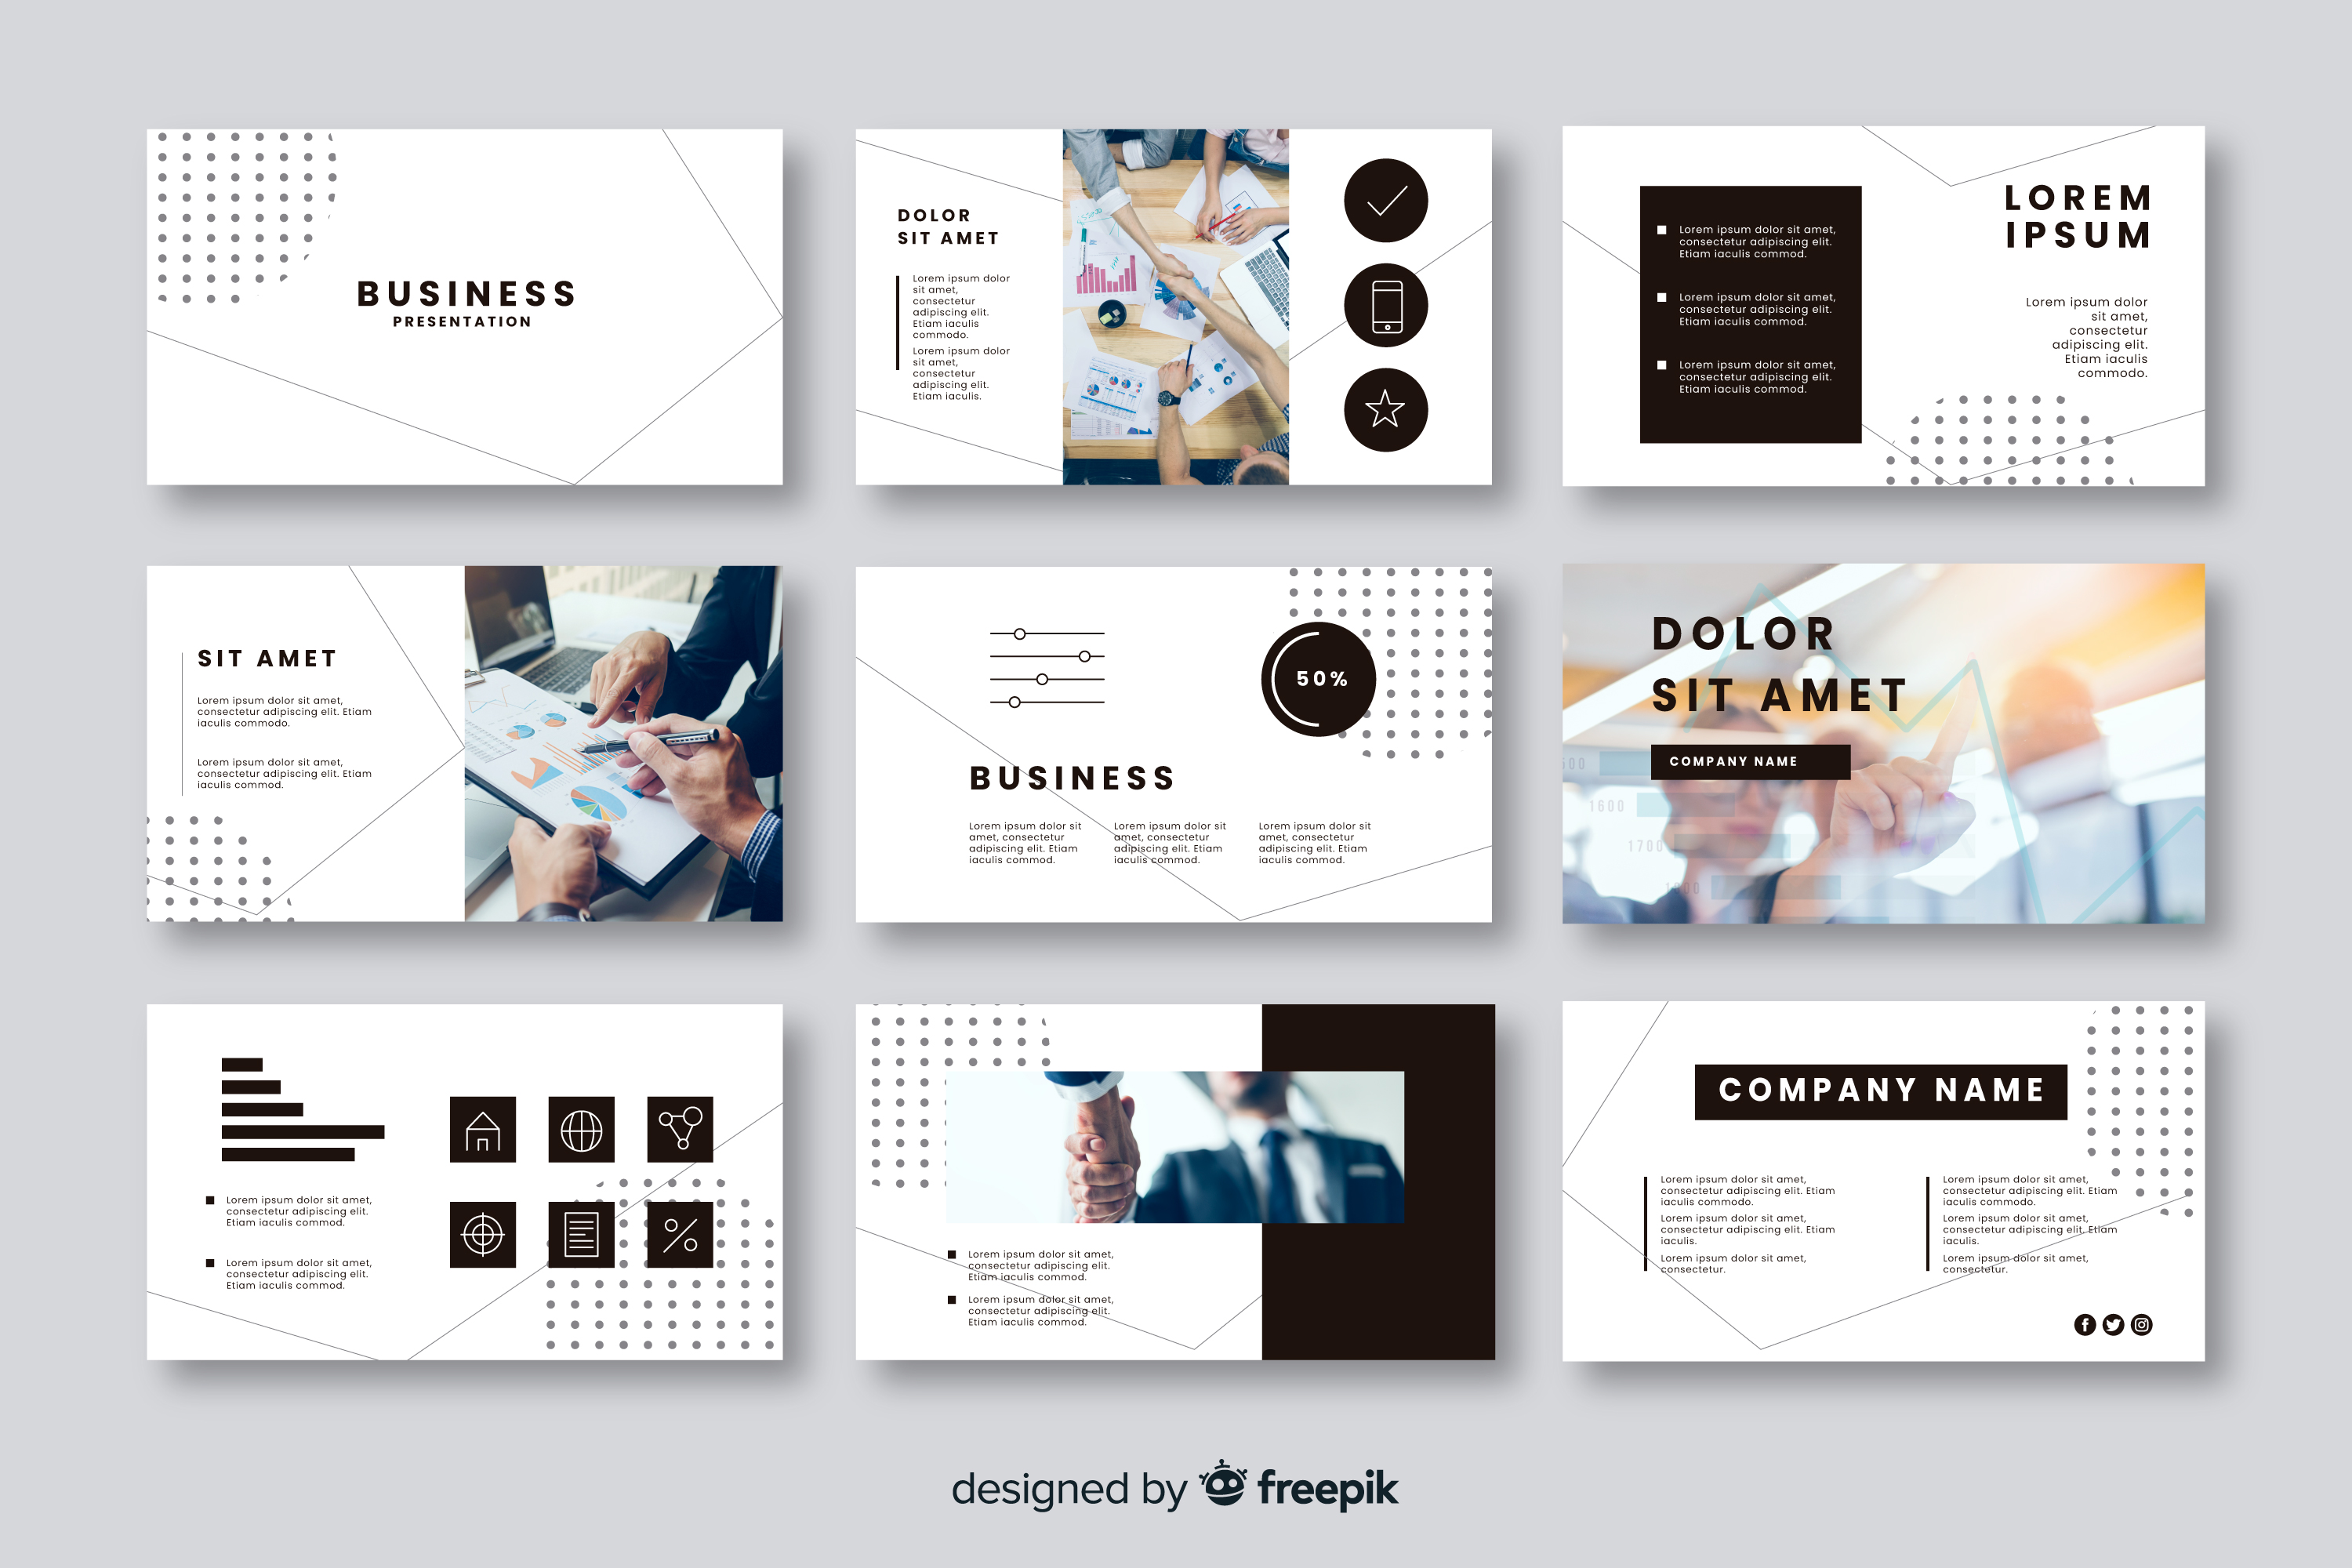 BUSINESS
PRESENTATION
DOLOR
SIT AMET
Lorem ipsum dolor
sit amet,
consectetur
adipiscing elit.
Etiam iaculis
commodo.
Lorem ipsum dolor
sit amet,
consectetur
adipiscing elit.
Etiam iaculis.
Lorem ipsum dolor sit amet,
consectetur adipiscing elit.
Etiam iaculis commod.
Lorem ipsum dolor sit amet,
consectetur adipiscing elit.
Etiam iaculis commod.
Lorem ipsum dolor sit amet,
consectetur adipiscing elit.
Etiam iaculis commod.
LOREM
IPSUM
Lorem ipsum dolor
sit amet,
consectetur
adipiscing elit.
Etiam iaculis
commodo.
SIT AMET
Lorem ipsum dolor sit amet,
consectetur adipiscing elit. Etiam
iaculis commodo.
Lorem ipsum dolor sit amet,
consectetur adipiscing elit. Etiam
iaculis commod.
50%
BUSINESS
Lorem ipsum dolor sit
amet, consectetur
adipiscing elit. Etiam
iaculis commod.
Lorem ipsum dolor sit
amet, consectetur
adipiscing elit. Etiam
iaculis commod.
Lorem ipsum dolor sit
amet, consectetur
adipiscing elit. Etiam
iaculis commod.
DOLOR
SIT AMET
COMPANY NAME
1600
1700
Lorem ipsum dolor sit amet,
consectetur adipiscing elit.
Etiam iaculis commod.
Lorem ipsum dolor sit amet,
consectetur adipiscing elit.
Etiam iaculis commod.
Lorem ipsum dolor sit amet,
consectetur adipiscing elit.
Etiam iaculis commod.
Lorem ipsum dolor sit amet,
consectetur adipiscing elit.
Etiam iaculis commod.
COMPANY NAME
Lorem ipsum dolor sit amet,
consectetur adipiscing elit. Etiam
iaculis commodo.
Lorem ipsum dolor sit amet,
consectetur adipiscing elit. Etiam
iaculis.
Lorem ipsum dolor sit amet,
consectetur.
Lorem ipsum dolor sit amet,
consectetur adipiscing elit. Etiam
iaculis commodo.
Lorem ipsum dolor sit amet,
consectetur adipiscing elit. Etiam
iaculis.
Lorem ipsum dolor sit amet,
consectetur.
designed by freepik